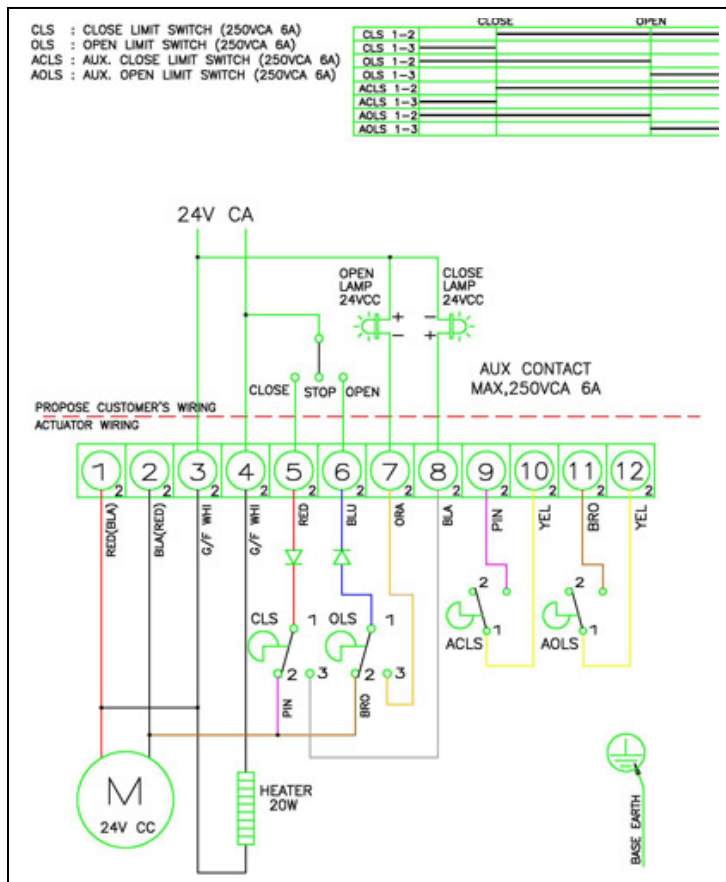 CLS : CLOSE LIMIT SWITCH (250VCA 6A)
OLS : OPEN LIMIT SWITCH (250VCA 6A)
ACLS : AUX. CLOSE LIMIT SWITCH (250VCA 6A)
AOLS : AUX. OPEN LIMIT SWITCH (250VCA 6A)
CLOSE OPEN
CLS 1-2
CLS 1-3
OLS 1-2
OLS 1-3
ACLS 1-2
ACLS 1-3
AOLS 1-2
AOLS 1-3
24V CA
OPEN LAMP 24VCC
CLOSE LAMP 24VCC
+ −
− +
CLOSE STOP OPEN
AUX CONTACT
MAX,250VCA 6A
PROPOSE CUSTOMER'S WIRING
ACTUATOR WIRING
1 2 3 4 5 6 7 8 9 10 11 12
2 2 2 2 2 2 2 2 2 2 2 2
RED(BLA) BLA(RED) G/F WHI G/F WHI RED BLU ORA BLA PIN YEL BRO YEL
CLS 1 OLS 1
2 3 2 3
2 1 ACLS
2 1 AOLS
PIN BRO
M
24V CC
HEATER
20W
BASE EARTH